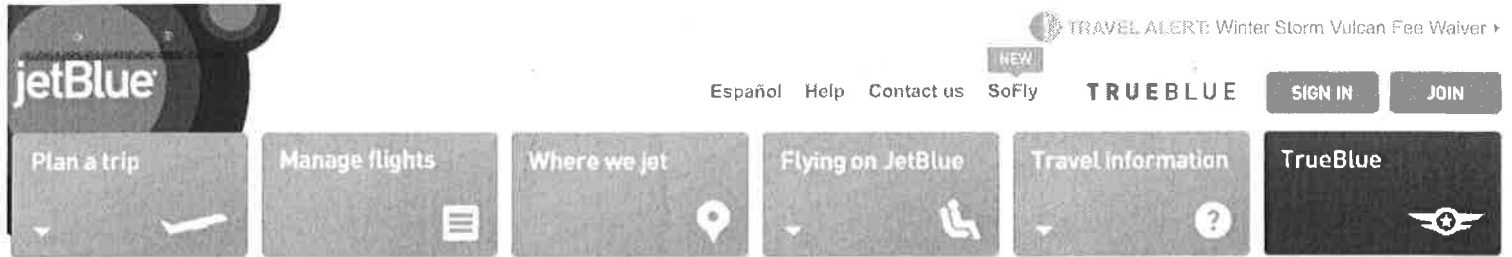 TRAVEL ALERT: Winter Storm Vulcan Fee Waiver
jetBlue
NEW
Español Help Contact us SoFly TRUEBLUE SIGN IN JOIN
Plan a trip Manage flights Where we jet Flying on JetBlue Travel information TrueBlue
?